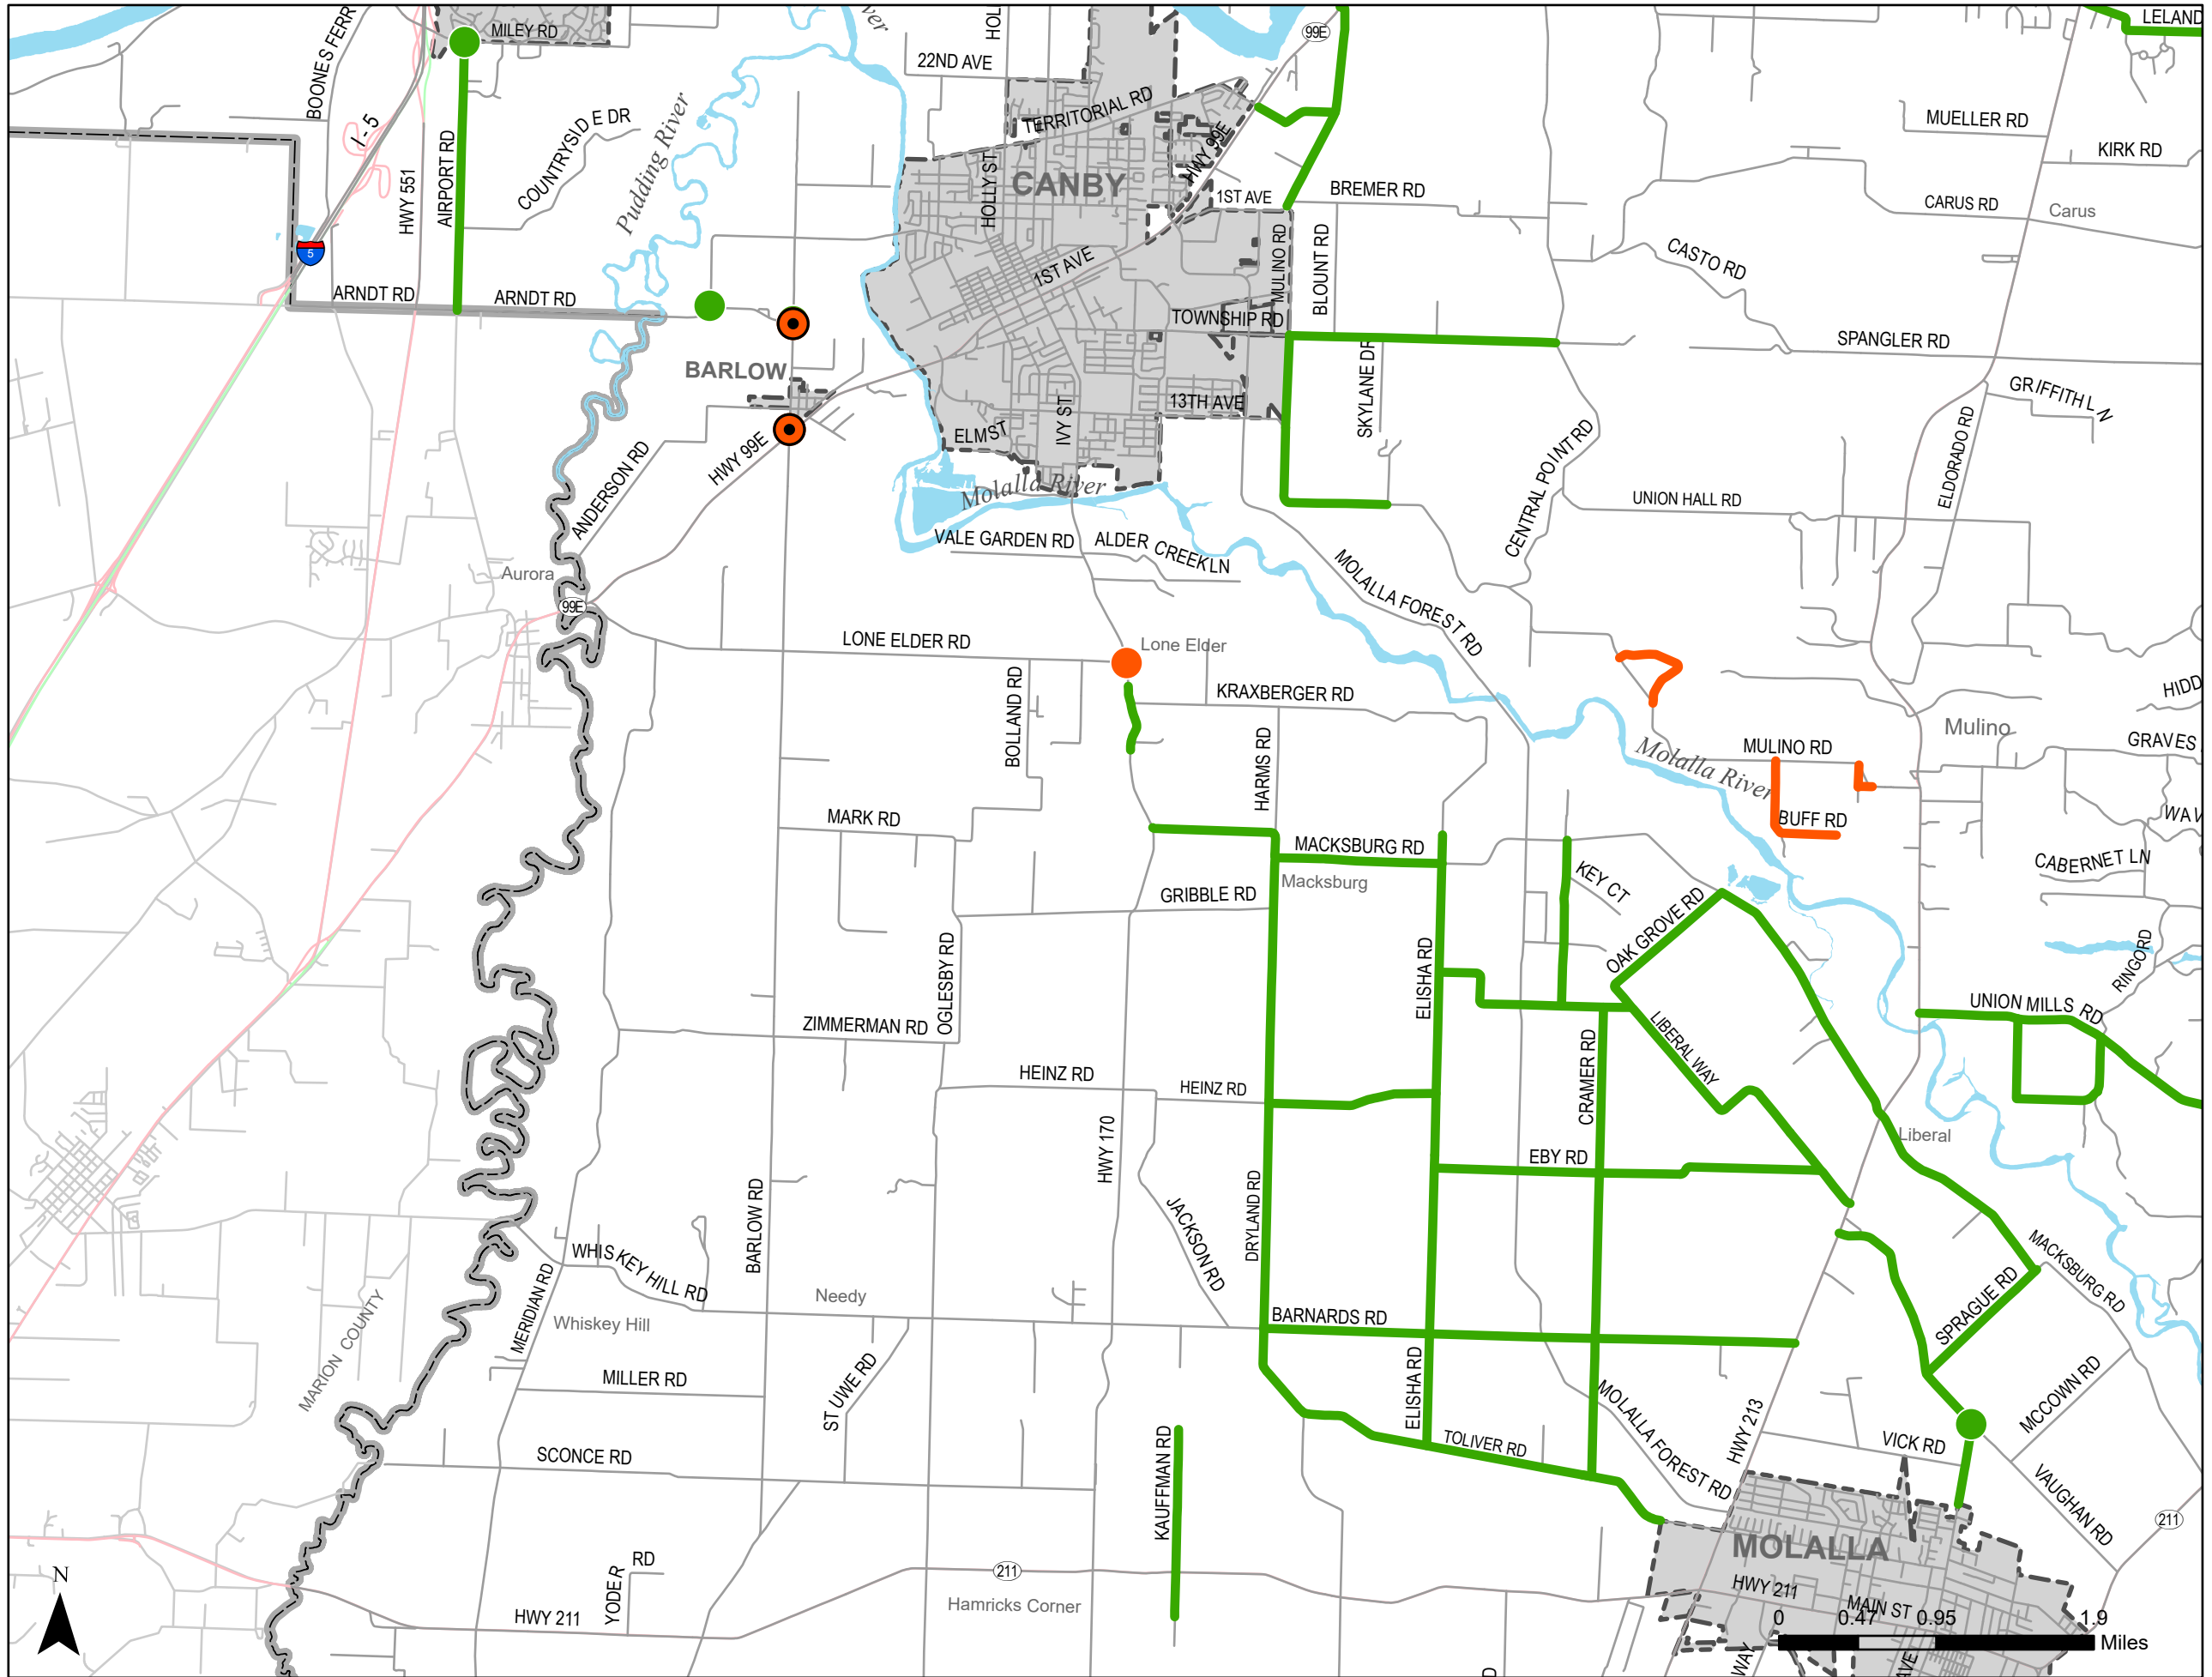 MILEY RD
BOONES FERR
HOL
99E
LELAND
22ND AVE
I - 5
COUNTRYSIDE DR
Pudding River
TERRITORIAL RD
HWY 99E
MUELLER RD
KIRK RD
AIRPORT RD
HWY 551
HOLLY ST
CANBY
1ST AVE
BREMER RD
CARUS RD
Carus
5
MULINO RD
BLOUNT RD
CASTO RD
ARNDT RD
ARNDT RD
1ST AVE
TOWNSHIP RD
SPANGLER RD
BARLOW
SKYLANE DR
GRIFFITH LN
13TH AVE
IVY ST
ELM ST
ELDORADO RD
ANDERSON RD
HWY 99E
CENTRAL POINT RD
Molalla River
UNION HALL RD
VALE GARDEN RD
ALDER CREEK LN
Aurora
99E
MOLALLA FOREST RD
LONE ELDER RD
Lone Elder
BOLLAND RD
KRAXBERGER RD
HIDD
Mulino
HARMS RD
Molalla River
MULINO RD
GRAVES
MARK RD
BUFF RD
WAV
MACKSBURG RD
Macksburg
KEY CT
CABERNET LN
GRIBBLE RD
OAK GROVE RD
OGLESBY RD
ELISHA RD
RINGO RD
ZIMMERMAN RD
LIBERAL WAY
UNION MILLS RD
CRAMER RD
HEINZ RD
HEINZ RD
HWY 170
Liberal
EBY RD
BARLOW RD
DRYLAND RD
JACKSON RD
WHISKEY HILL RD
MERIDIAN RD
MACKSBURG RD
Needy
Whiskey Hill
BARNARDS RD
SPRAGUE RD
MARION COUNTY
MILLER RD
ST UWE RD
ELISHA RD
MOLALLA FOREST RD
MCCOWN RD
HWY 213
SCONCE RD
KAUFFMAN RD
TOLIVER RD
VICK RD
VAUGHAN RD
211
MOLALLA
N
YODER RD
211
HWY 211
Hamricks Corner
HWY 211
MAIN ST
0 0.47 0.95 1.9
Miles
WAY
AVE